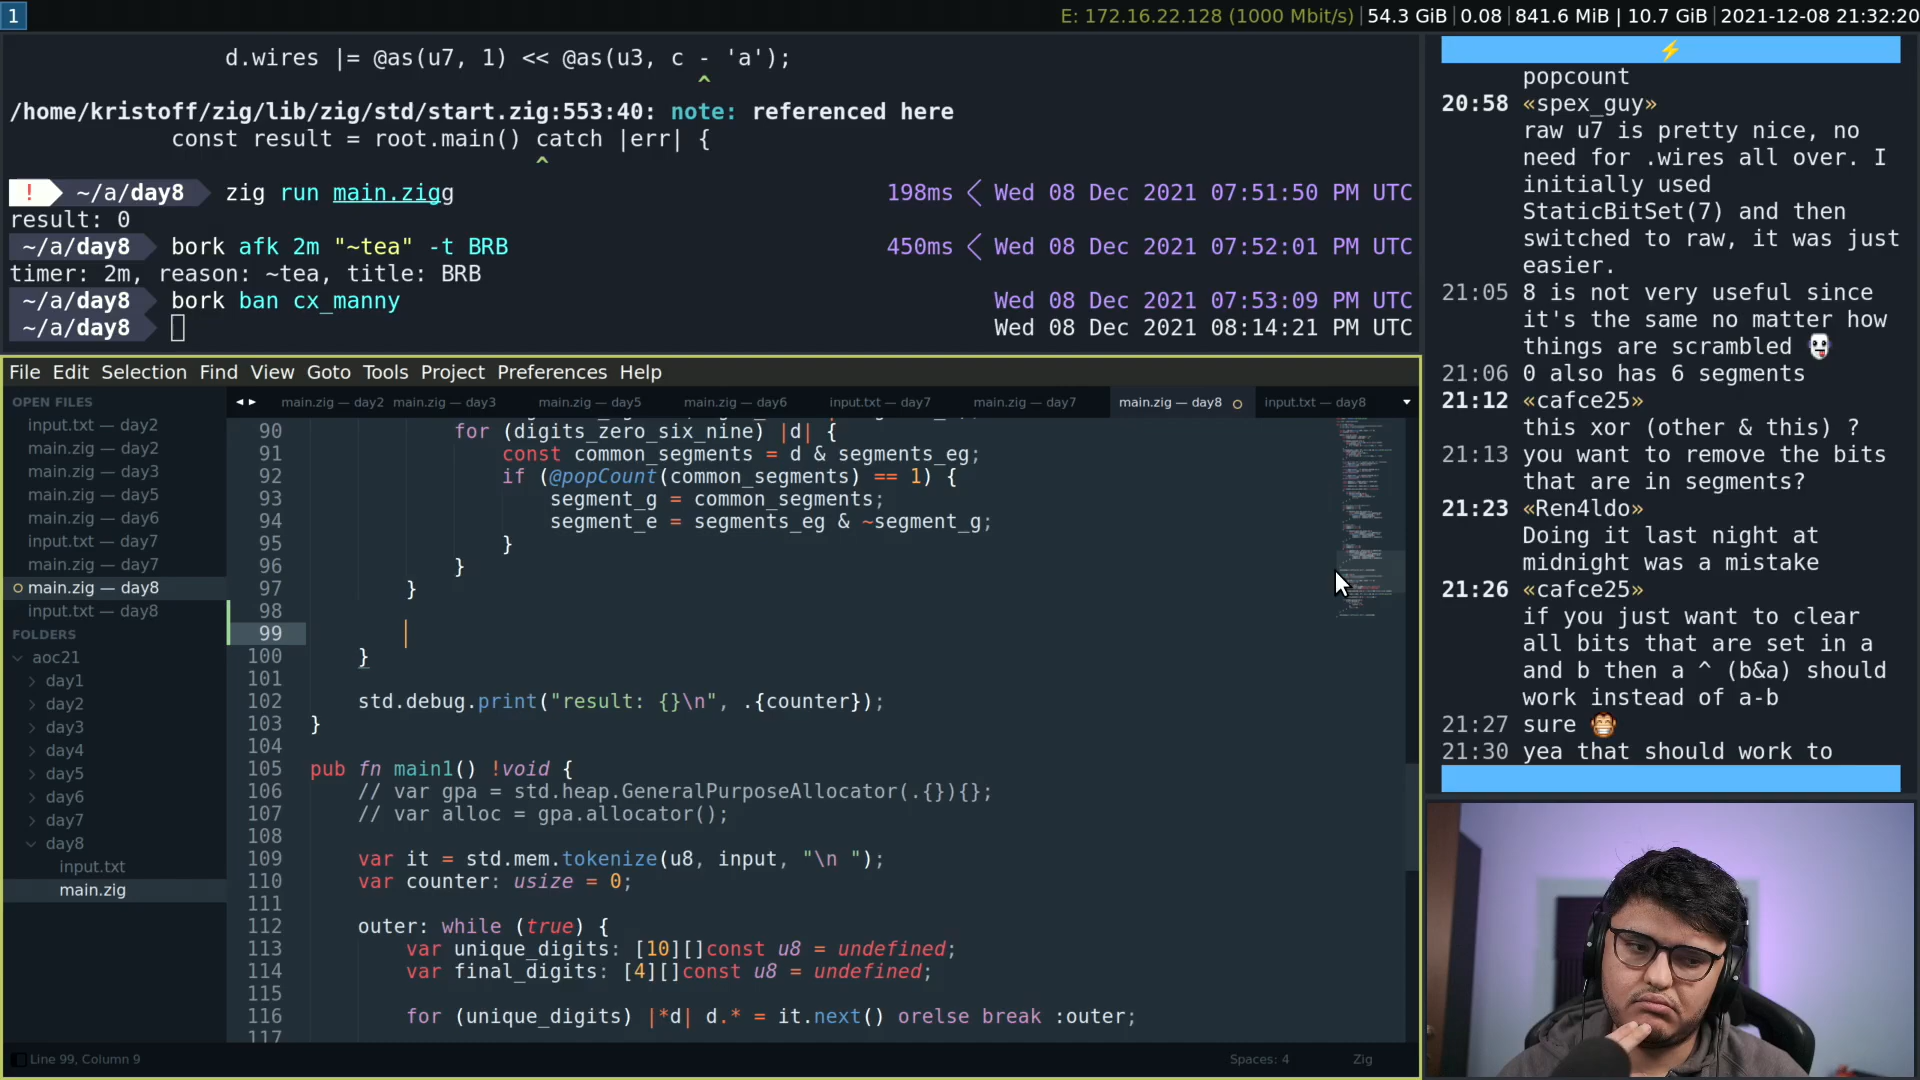 1
E: 172.16.22.128 (1000 Mbit/s) | 54.3 GiB | 0.08 | 841.6 MiB | 10.7 GiB | 2021-12-08 21:32:20
d.wires |= @as(u7, 1) << @as(u3, c - 'a');
^
/home/kristoff/zig/lib/zig/std/start.zig:553:40: note: referenced here
const result = root.main() catch |err| {
^
! ~/a/day8 zig run main.zigg 198ms < Wed 08 Dec 2021 07:51:50 PM UTC
result: 0
~/a/day8 bork afk 2m "~tea" -t BRB 450ms < Wed 08 Dec 2021 07:52:01 PM UTC
timer: 2m, reason: ~tea, title: BRB
~/a/day8 bork ban cx_manny Wed 08 Dec 2021 07:53:09 PM UTC
~/a/day8 Wed 08 Dec 2021 08:14:21 PM UTC
File Edit Selection Find View Goto Tools Project Preferences Help
OPEN FILES
input.txt — day2
main.zig — day2
main.zig — day3
main.zig — day5
main.zig — day6
input.txt — day7
main.zig — day7
main.zig — day8
input.txt — day8
FOLDERS
aoc21
day1
day2
day3
day4
day5
day6
day7
day8
input.txt
main.zig
main.zig — day2 main.zig — day3 main.zig — day5 main.zig — day6 input.txt — day7 main.zig — day7 main.zig — day8 input.txt — day8
90 for (digits_zero_six_nine) |d| {
91 const common_segments = d & segments_eg;
92 if (@popCount(common_segments) == 1) {
93 segment_g = common_segments;
94 segment_e = segments_eg & ~segment_g;
95 }
96 }
97 }
98
99
100 }
101
102 std.debug.print("result: {}\n", .{counter});
103 }
104
105 pub fn main1() !void {
106 // var gpa = std.heap.GeneralPurposeAllocator(.{}){};
107 // var alloc = gpa.allocator();
108
109 var it = std.mem.tokenize(u8, input, "\n ");
110 var counter: usize = 0;
111
112 outer: while (true) {
113 var unique_digits: [10][]const u8 = undefined;
114 var final_digits: [4][]const u8 = undefined;
115
116 for (unique_digits) |*d| d.* = it.next() orelse break :outer;
117
Line 99, Column 9 Spaces: 4 Zig
⚡
popcount
20:58 «spex_guy»
raw u7 is pretty nice, no
need for .wires all over. I
initially used
StaticBitSet(7) and then
switched to raw, it was just
easier.
21:05 8 is not very useful since
it's the same no matter how
things are scrambled 👻
21:06 0 also has 6 segments
21:12 «cafce25»
this xor (other & this) ?
21:13 you want to remove the bits
that are in segments?
21:23 «Ren4ldo»
Doing it last night at
midnight was a mistake
21:26 «cafce25»
if you just want to clear
all bits that are set in a
and b then a ^ (b&a) should
work instead of a-b
21:27 sure 🐵
21:30 yea that should work to